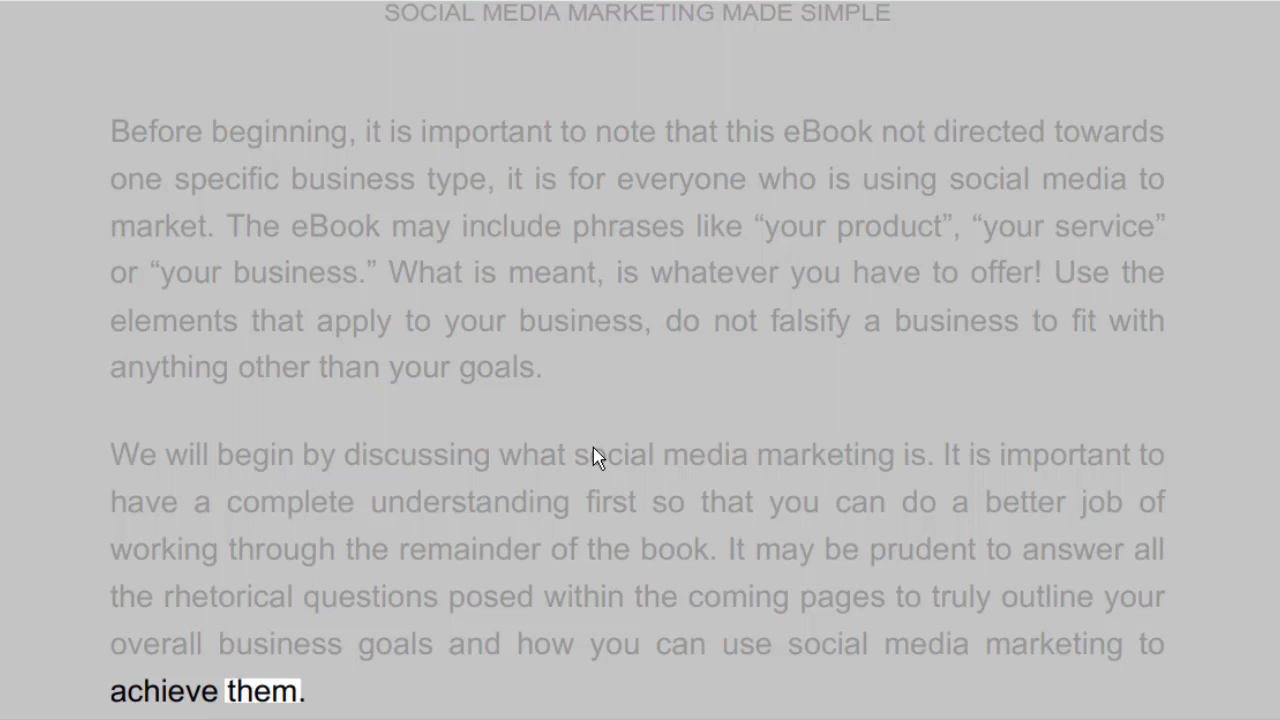 SOCIAL MEDIA MARKETING MADE SIMPLE
Before beginning, it is important to note that this eBook not directed towards
one specific business type, it is for everyone who is using social media to
market. The eBook may include phrases like “your product”, “your service”
or “your business.” What is meant, is whatever you have to offer! Use the
elements that apply to your business, do not falsify a business to fit with
anything other than your goals.
We will begin by discussing what social media marketing is. It is important to
have a complete understanding first so that you can do a better job of
working through the remainder of the book. It may be prudent to answer all
the rhetorical questions posed within the coming pages to truly outline your
overall business goals and how you can use social media marketing to
achieve them.